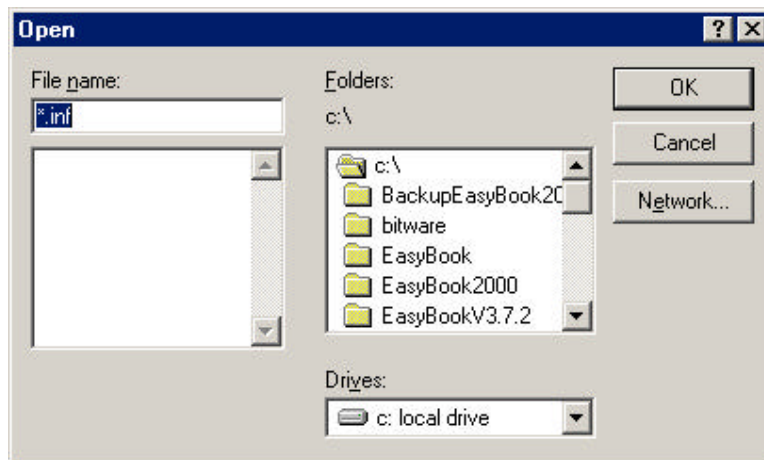 Open
File name:
*.inf
Folders:
c:\
c:\
BackupEasyBook20
bitware
EasyBook
EasyBook2000
EasyBookV3.7.2
Drives:
c: local drive
OK
Cancel
Network...